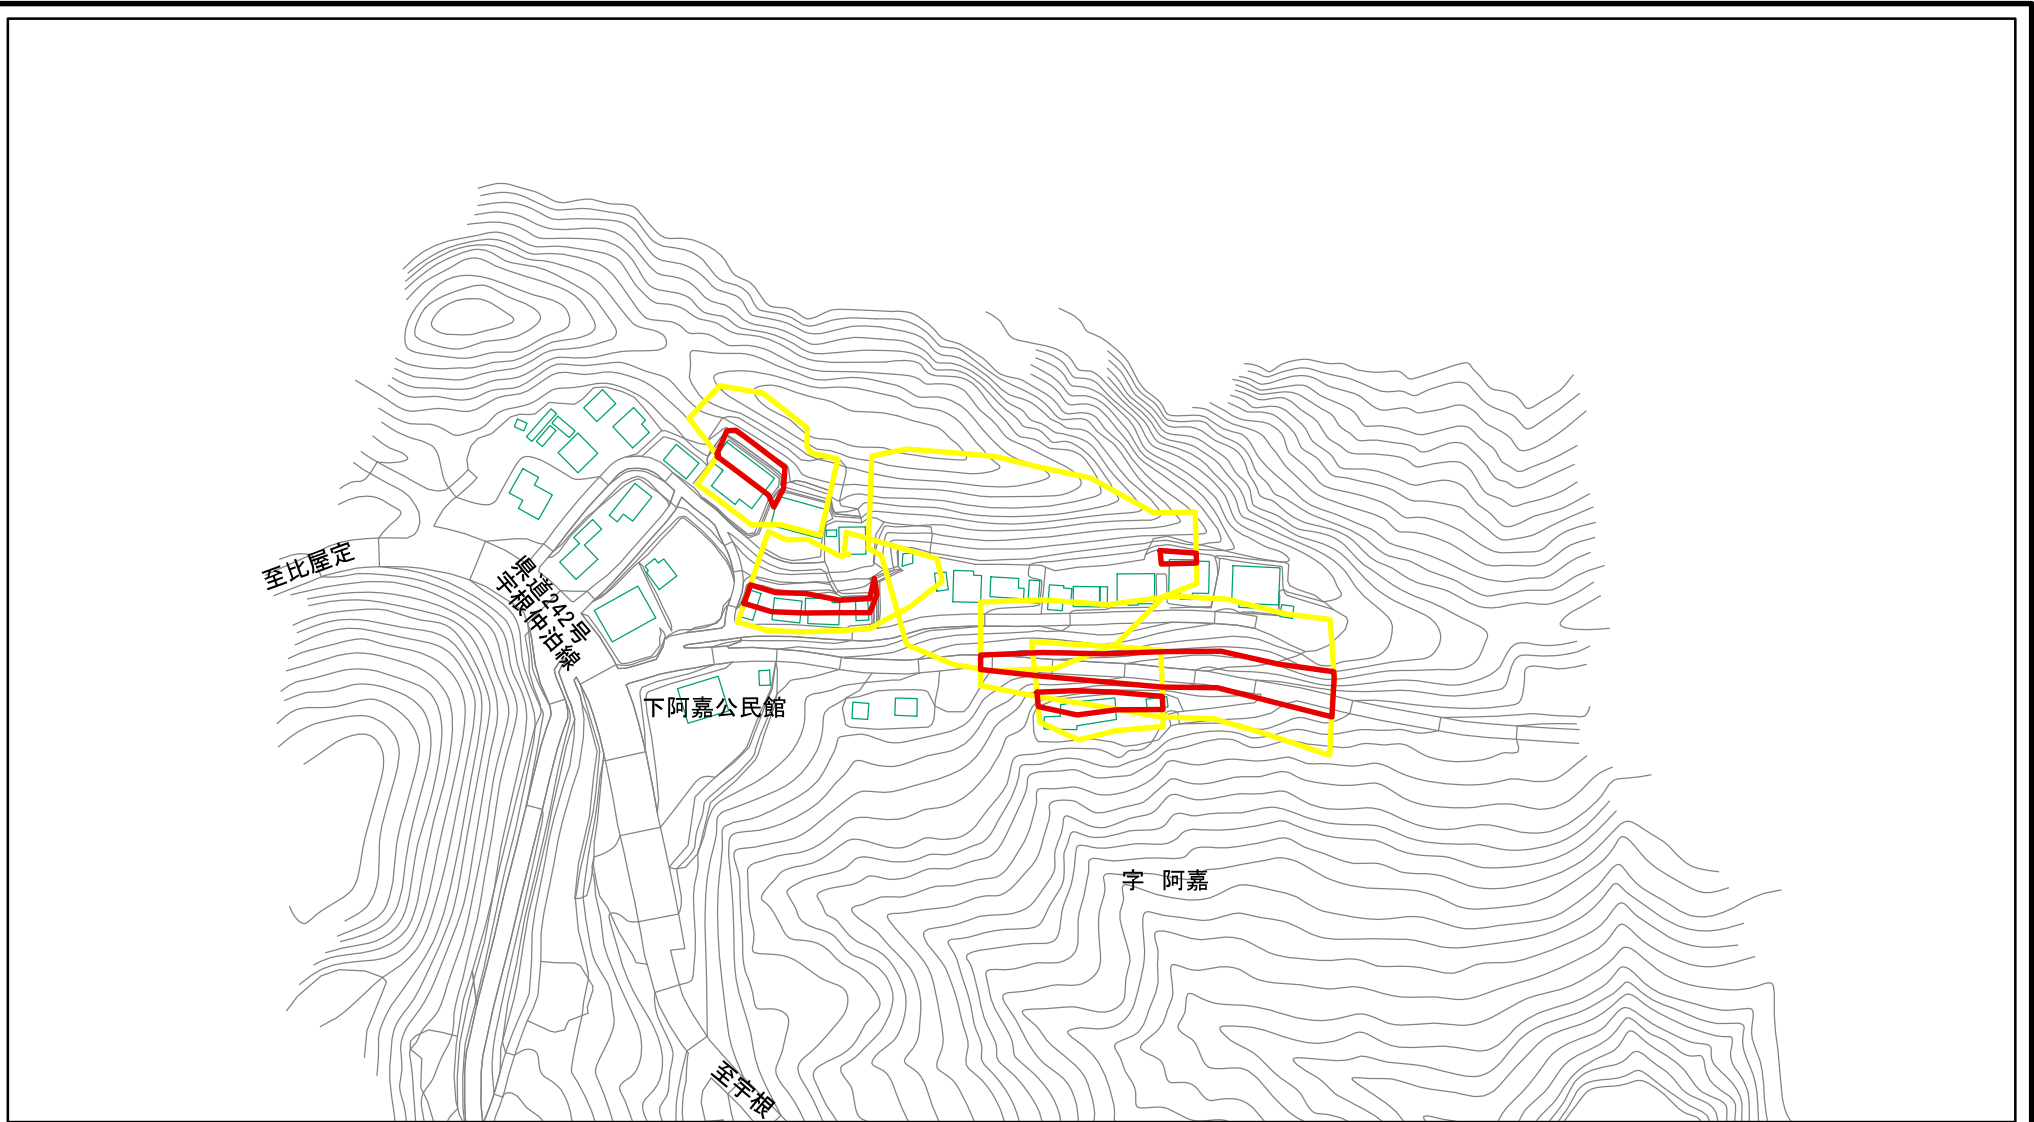 至比屋定
県道242号
宇根仲泊線
下阿嘉公民館
字 阿嘉
至宇根